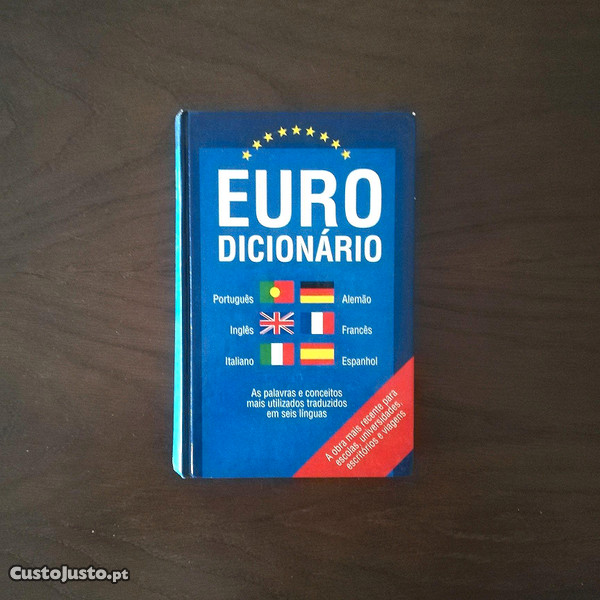 EURO
DICIONÁRIO
Português
Alemão
Inglês
Francês
Italiano
Espanhol
As palavras e conceitos
mais utilizados traduzidos
em seis línguas
A obra mais recente para
escolas, universidades,
escritórios e viagens
CustoJusto.pt